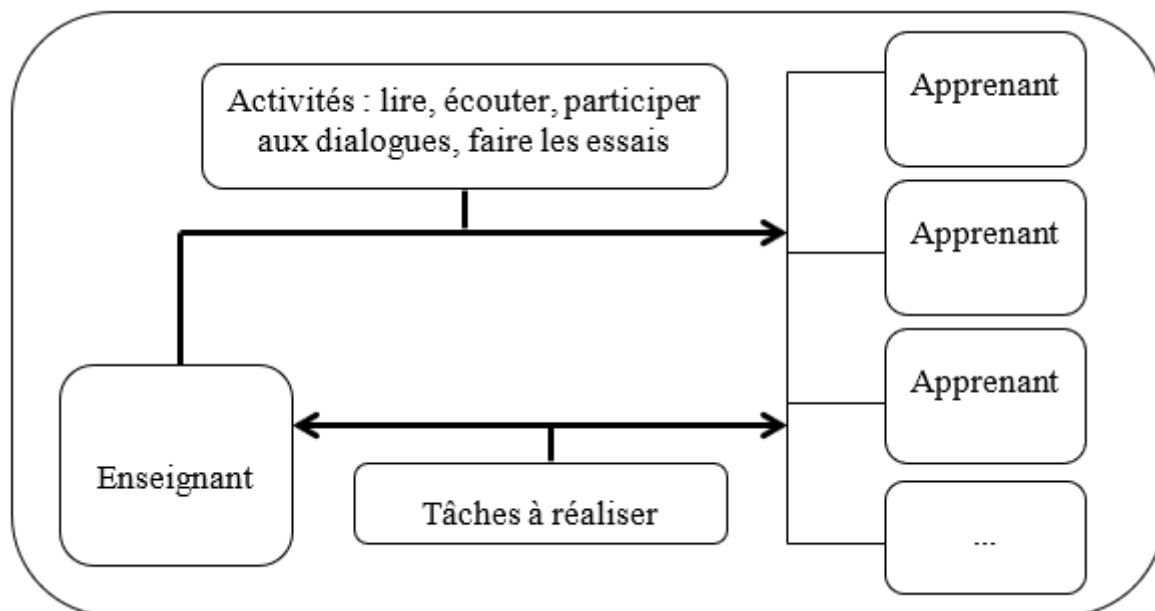 Activités : lire, écouter, participer
aux dialogues, faire les essais
Apprenant
Apprenant
Apprenant
Enseignant
Tâches à réaliser
...